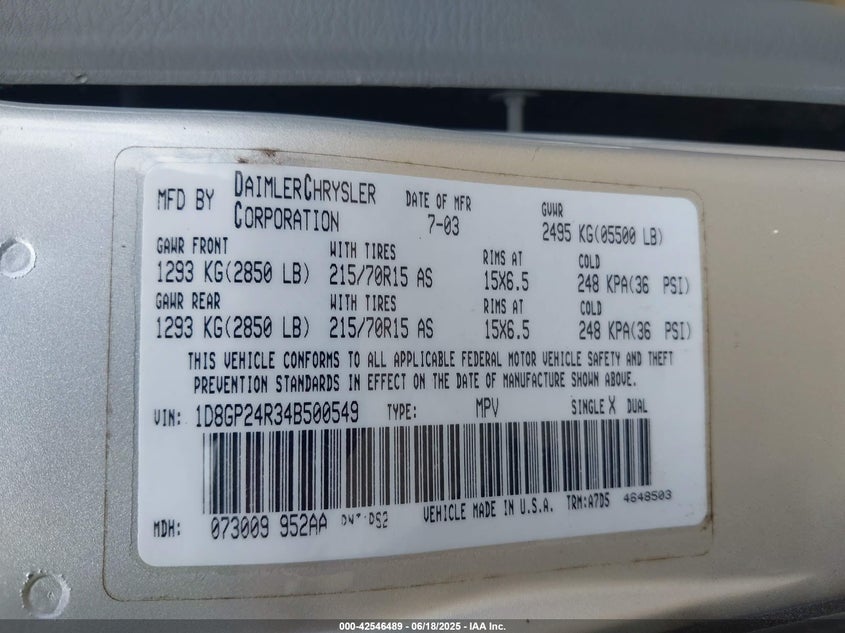 MFD BY DAIMLERCHRYSLER CORPORATION DATE OF MFR 7-03 GVWR 2495 KG(05500 LB)
GAWR FRONT WITH TIRES RIMS AT COLD
1293 KG(2850 LB) 215/70R15 AS 15X6.5 248 KPA(36 PSI)
GAWR REAR WITH TIRES RIMS AT COLD
1293 KG(2850 LB) 215/70R15 AS 15X6.5 248 KPA(36 PSI)
THIS VEHICLE CONFORMS TO ALL APPLICABLE FEDERAL MOTOR VEHICLE SAFETY AND THEFT
PREVENTION STANDARDS IN EFFECT ON THE DATE OF MANUFACTURE SHOWN ABOVE.
VIN: 1D8GP24R34B500549 TYPE: MPV SINGLE X DUAL
MDH: 073009 952AA VEHICLE MADE IN U.S.A. TRM:A7D5 4648503
000-42546489 - 06/18/2025 - IAA Inc.